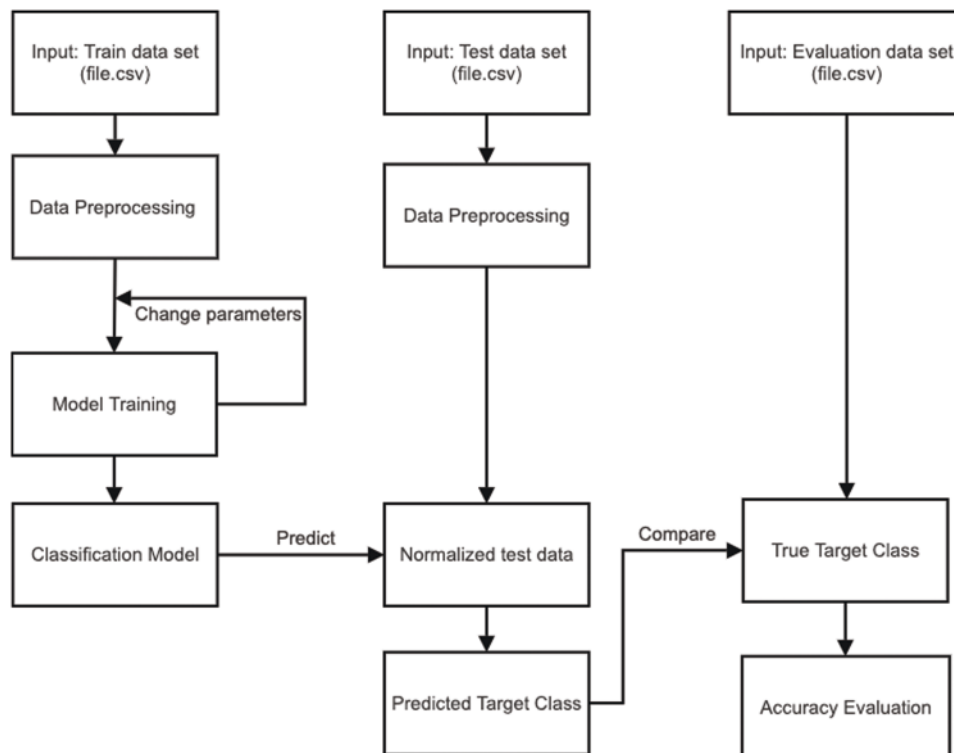 Input: Train data set
(file.csv)
Input: Test data set
(file.csv)
Input: Evaluation data set
(file.csv)
Data Preprocessing
Data Preprocessing
Change parameters
Model Training
Classification Model
Predict
Normalized test data
Compare
True Target Class
Predicted Target Class
Accuracy Evaluation